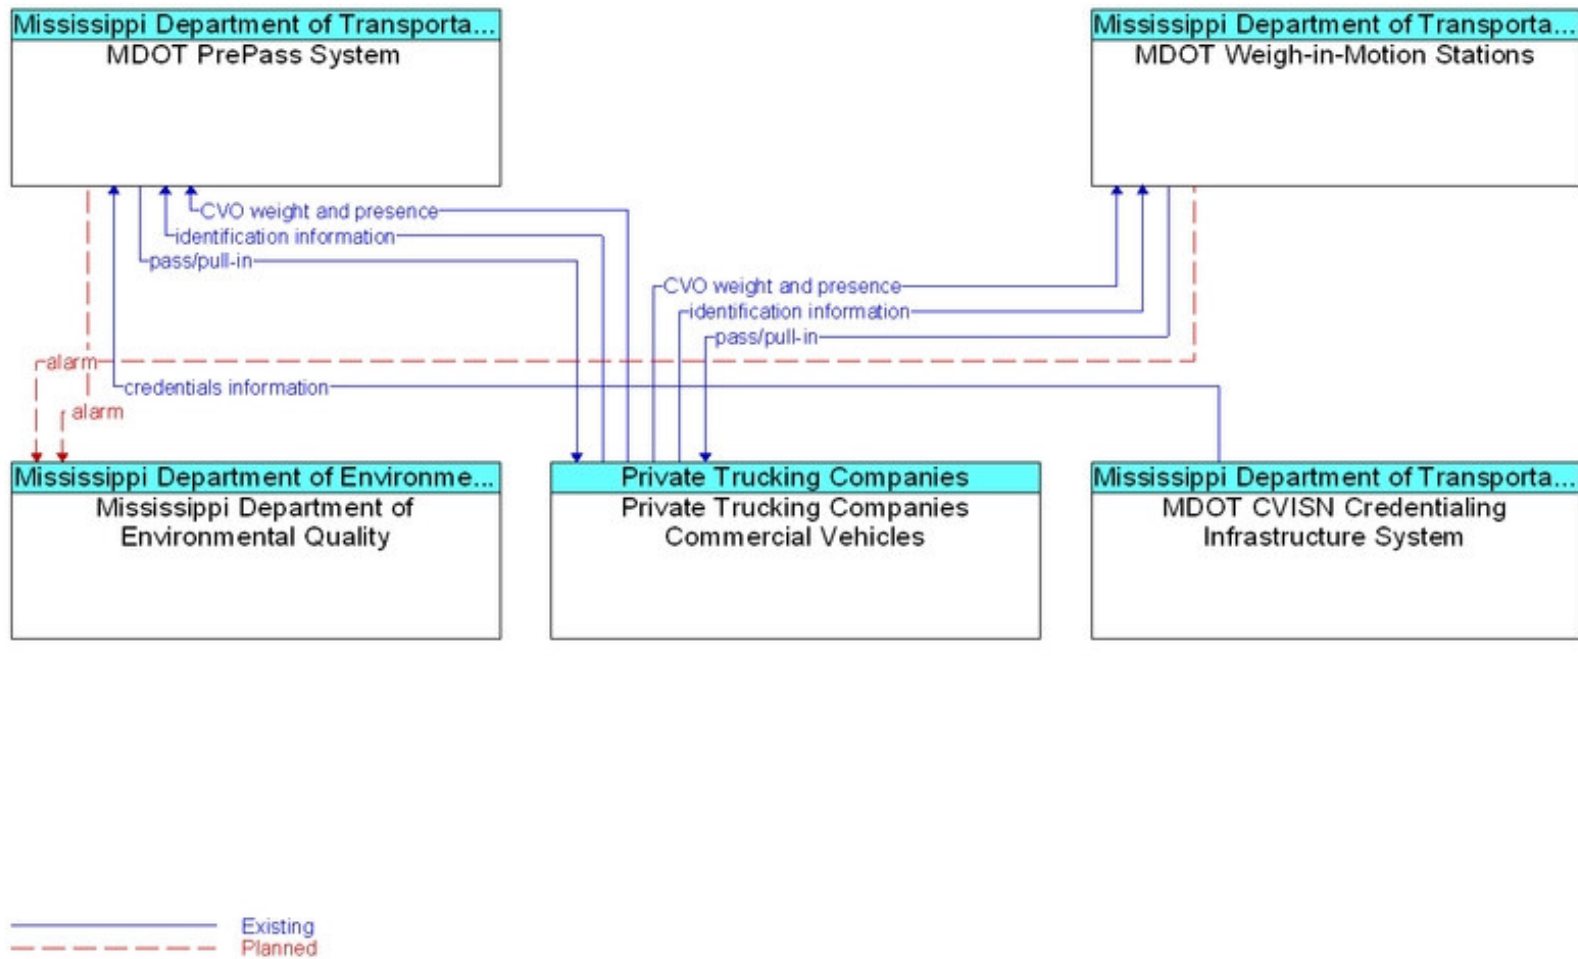 Mississippi Department of Transporta...
MDOT PrePass System
Mississippi Department of Transporta...
MDOT Weigh-in-Motion Stations
CVO weight and presence
identification information
pass/pull-in
CVO weight and presence
identification information
pass/pull-in
alarm
credentials information
alarm
Mississippi Department of Environme...
Mississippi Department of
Environmental Quality
Private Trucking Companies
Private Trucking Companies
Commercial Vehicles
Mississippi Department of Transporta...
MDOT CVISN Credentialing
Infrastructure System
Existing
Planned